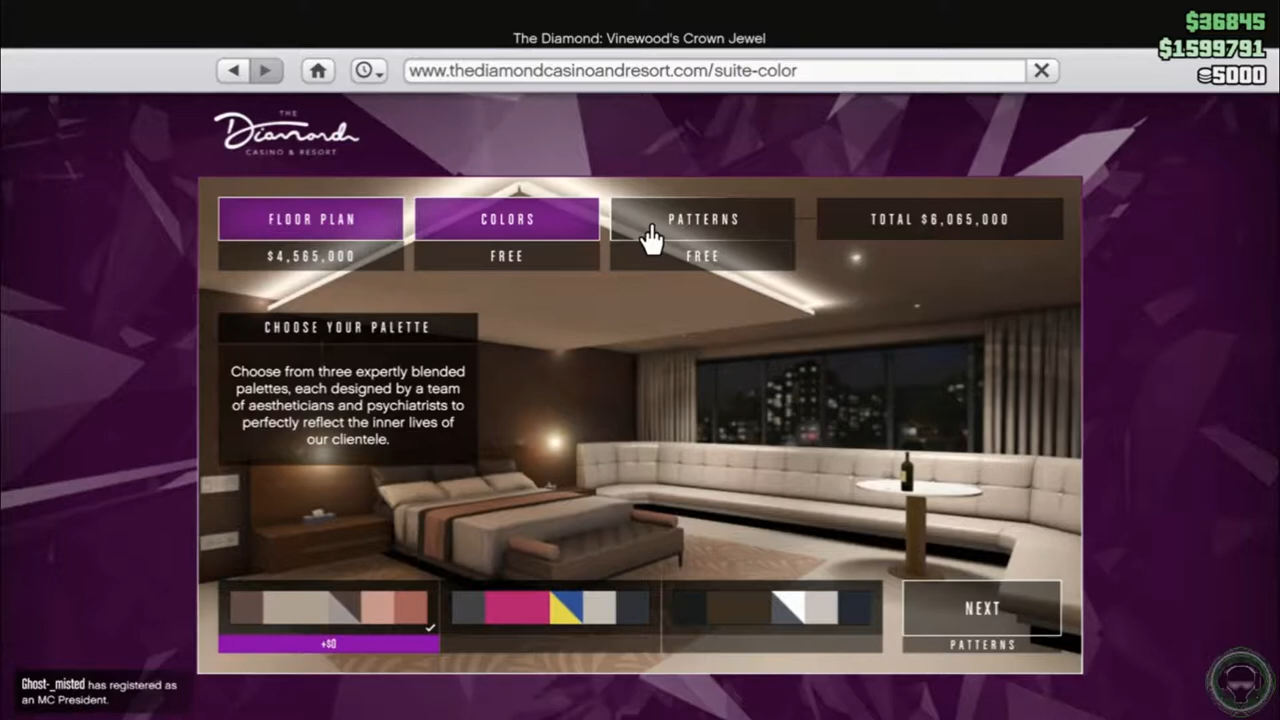 The Diamond: Vinewood's Crown Jewel
$36845
$1599791
5000
www.thediamondcasinoandresort.com/suite-color
THE
Diamond
CASINO & RESORT
FLOOR PLAN
COLORS
PATTERNS
TOTAL $6,065,000
$4,565,000
FREE
FREE
CHOOSE YOUR PALETTE
Choose from three expertly blended
palettes, each designed by a team
of aestheticians and psychiatrists to
perfectly reflect the inner lives of
our clientele.
NEXT
+$0
PATTERNS
Ghost-_misted has registered as
an MC President.